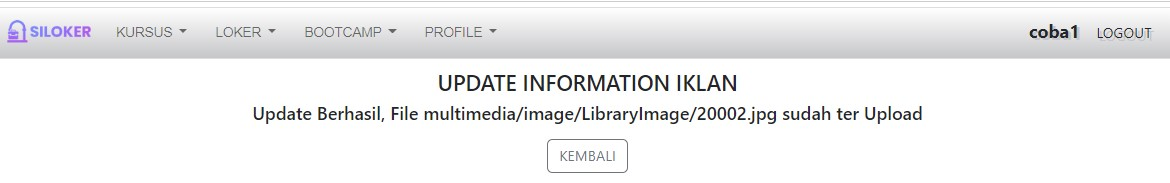 SILOKER KURSUS LOKER BOOTCAMP PROFILE coba1 LOGOUT
UPDATE INFORMATION IKLAN
Update Berhasil, File multimedia/image/LibraryImage/20002.jpg sudah ter Upload
KEMBALI